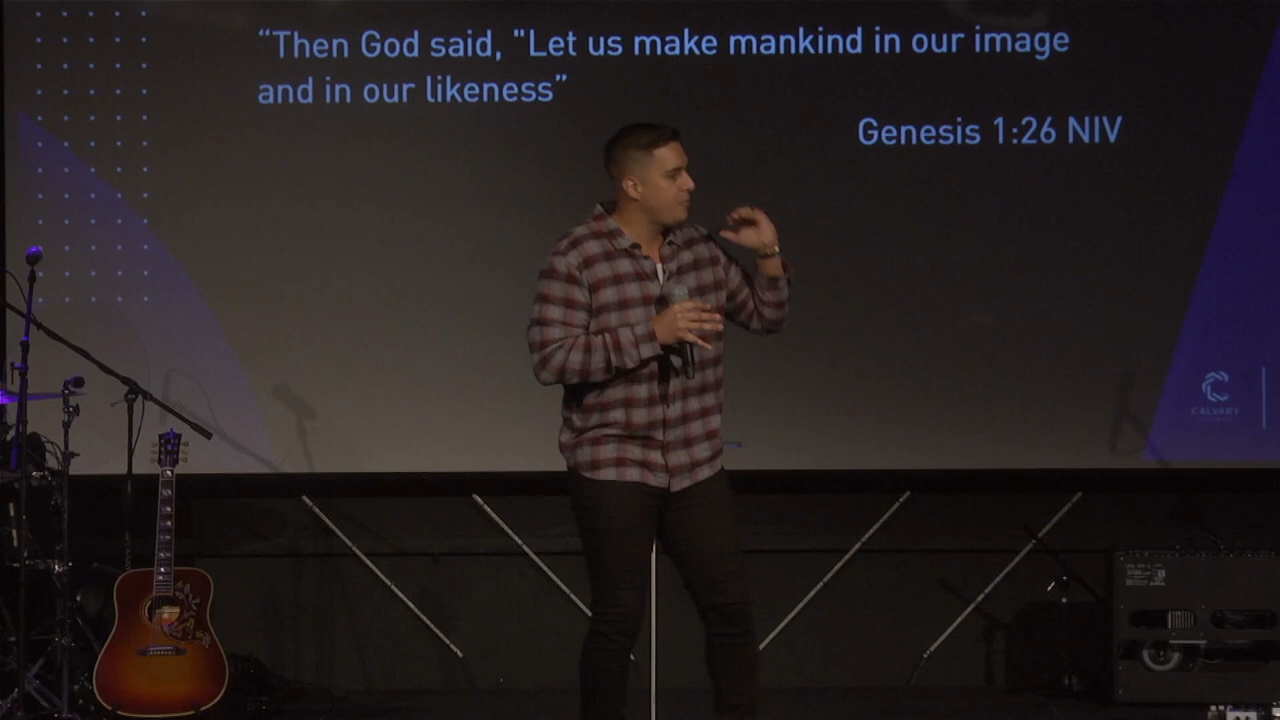 “Then God said, "Let us make mankind in our image
and in our likeness”
Genesis 1:26 NIV
CALVARY